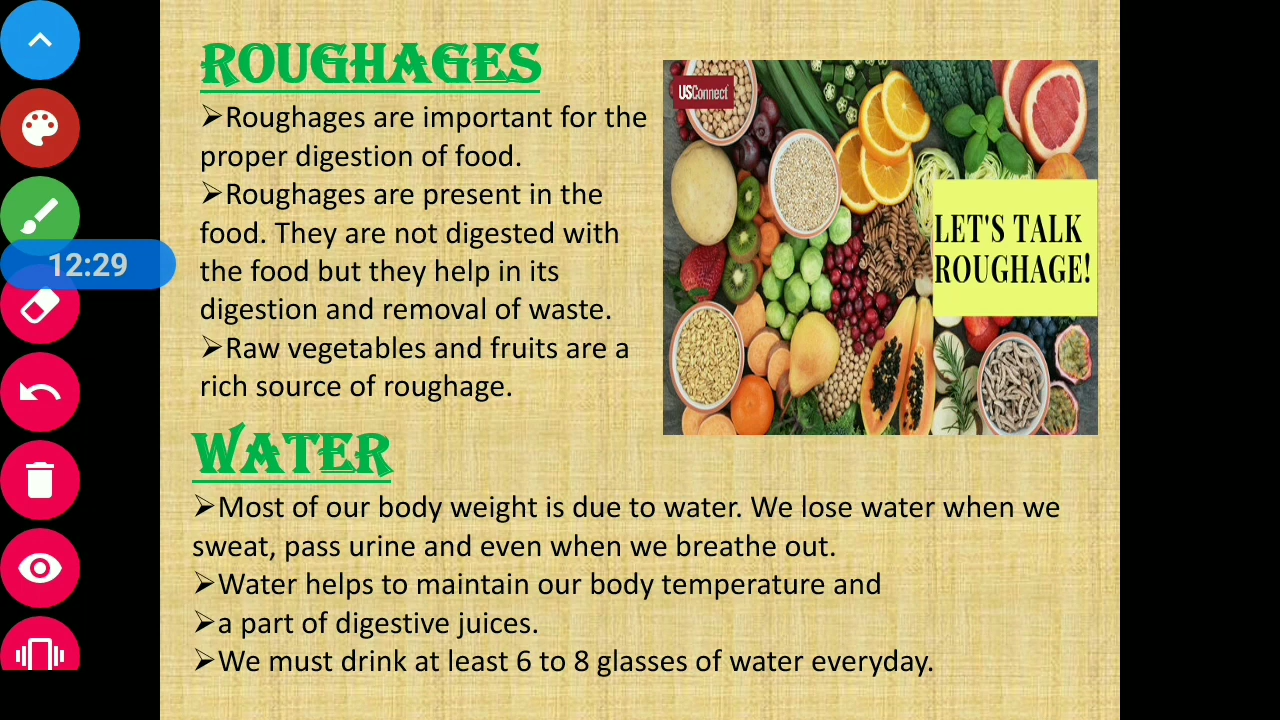 12:29
ROUGHAGES
➢Roughages are important for the
proper digestion of food.
➢Roughages are present in the
food. They are not digested with
the food but they help in its
digestion and removal of waste.
➢Raw vegetables and fruits are a
rich source of roughage.
USConnect
LET'S TALK
ROUGHAGE!
WATER
➢Most of our body weight is due to water. We lose water when we
sweat, pass urine and even when we breathe out.
➢Water helps to maintain our body temperature and
➢a part of digestive juices.
➢We must drink at least 6 to 8 glasses of water everyday.